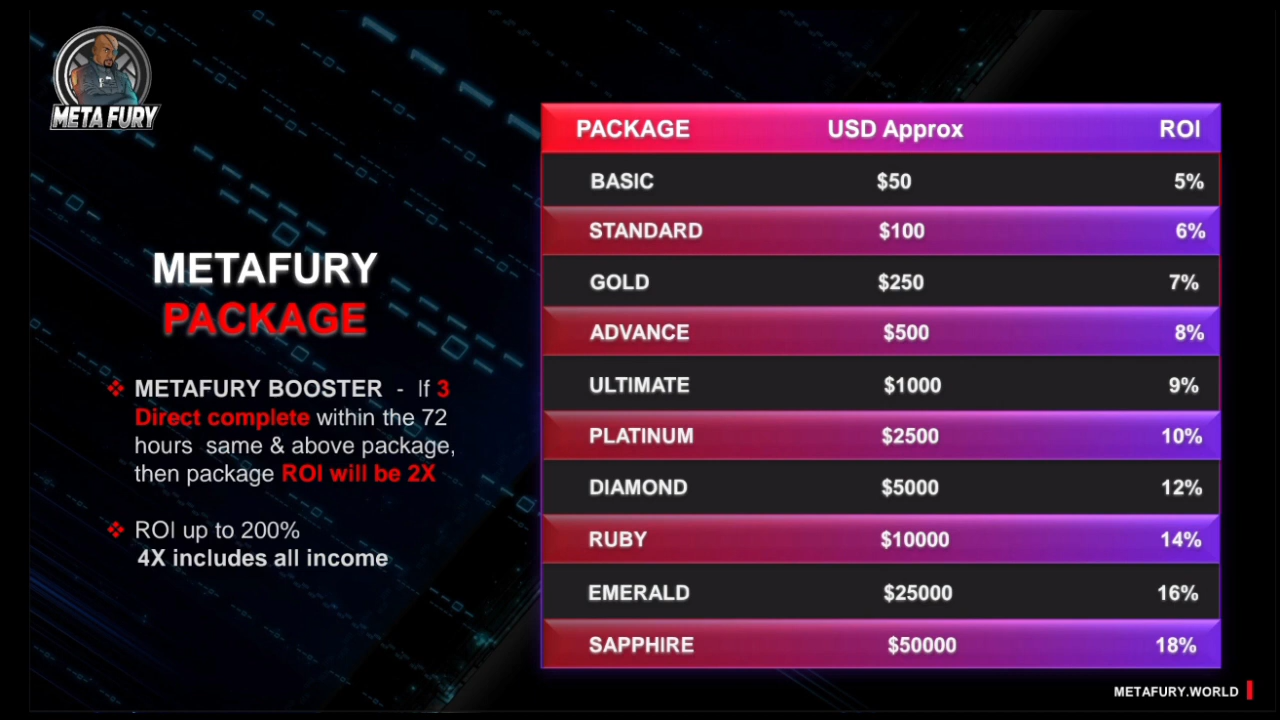 META FURY
METAFURY
PACKAGE
❖ METAFURY BOOSTER - If 3
Direct complete within the 72
hours same & above package,
then package ROI will be 2X
❖ ROI up to 200%
4X includes all income
PACKAGE USD Approx ROI
BASIC $50 5%
STANDARD $100 6%
GOLD $250 7%
ADVANCE $500 8%
ULTIMATE $1000 9%
PLATINUM $2500 10%
DIAMOND $5000 12%
RUBY $10000 14%
EMERALD $25000 16%
SAPPHIRE $50000 18%
METAFURY.WORLD